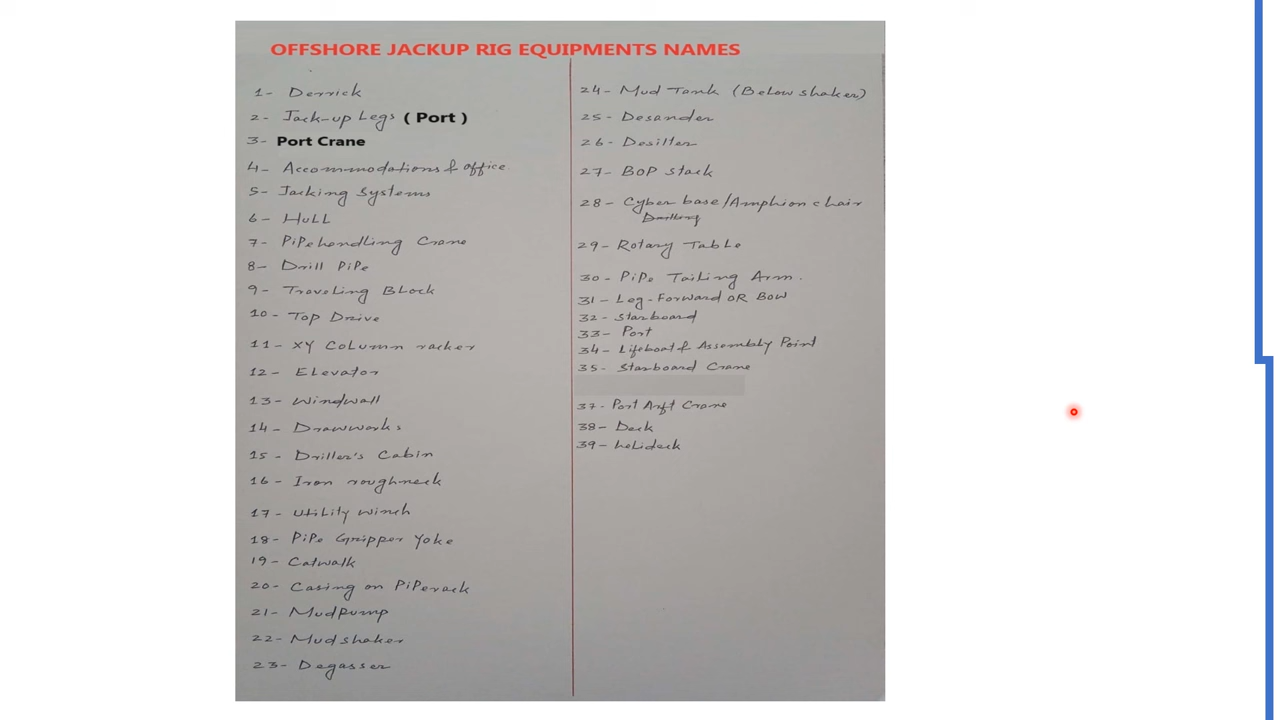 OFFSHORE JACKUP RIG EQUIPMENTS NAMES
1- Derrick
2- Jack-up Legs ( Port )
3- Port Crane
4- Accommodations & office
5- Jacking Systems
6- HULL
7- Pipehandling Crane
8- Drill Pipe
9- Traveling Block
10- Top Drive
11- XY Column racker
12- Elevator
13- Windwall
14- Drawworks
15- Driller's Cabin
16- Iron roughneck
17- Utility winch
18- Pipe Gripper Yoke
19- Catwalk
20- Casing on Piperack
21- Mudpump
22- Mudshaker
23- Degasser
24- Mud Tank (Below shaker)
25- Desander
26- Desilter
27- BOP stack
28- Cyber base/Amphion chair
Drilling
29- Rotary Table
30- Pipe Tailing Arm.
31- Leg-Forward OR BOW
32- Starboard
33- Port
34- Lifeboat & Assembly Point
35- Starboard Crane
37- Port Arft Crane
38- Deck
39- helideck